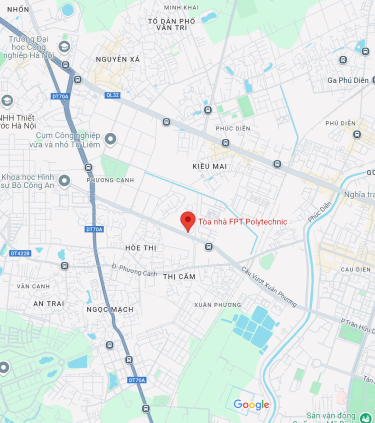 NHỔN
MINH KHAI
TỔ DÂN PHỐ
VĂN TRÌ
Trường Đại
học Công
nghiệp Hà Nội
NGUYÊN XÁ
Ga Phú Diễn
DT70A
QL32
NHH Thiết
ước Hà Nội
PHÚC DIỄN
PHÚ DIỄN
Cụm Công nghiệp
vừa và nhỏ Từ Liêm
KIỀU MAI
Khoa học Hình
sự Bộ Công An
PHƯƠNG CANH
Nghĩa tra
Phúc Diễn
Tòa nhà FPT Polytechnic
DT70A
HÒE THỊ
DT422B
Đ. Phương Canh
THỊ CẤM
Cầu Vượt Xuân Phương
CẦU DIỄN
VÂN CANH
AN TRAI
NGỌC MẠCH
XUÂN PHƯƠNG
P. Trần Hữu D
DT70A
Google
Sân vận động